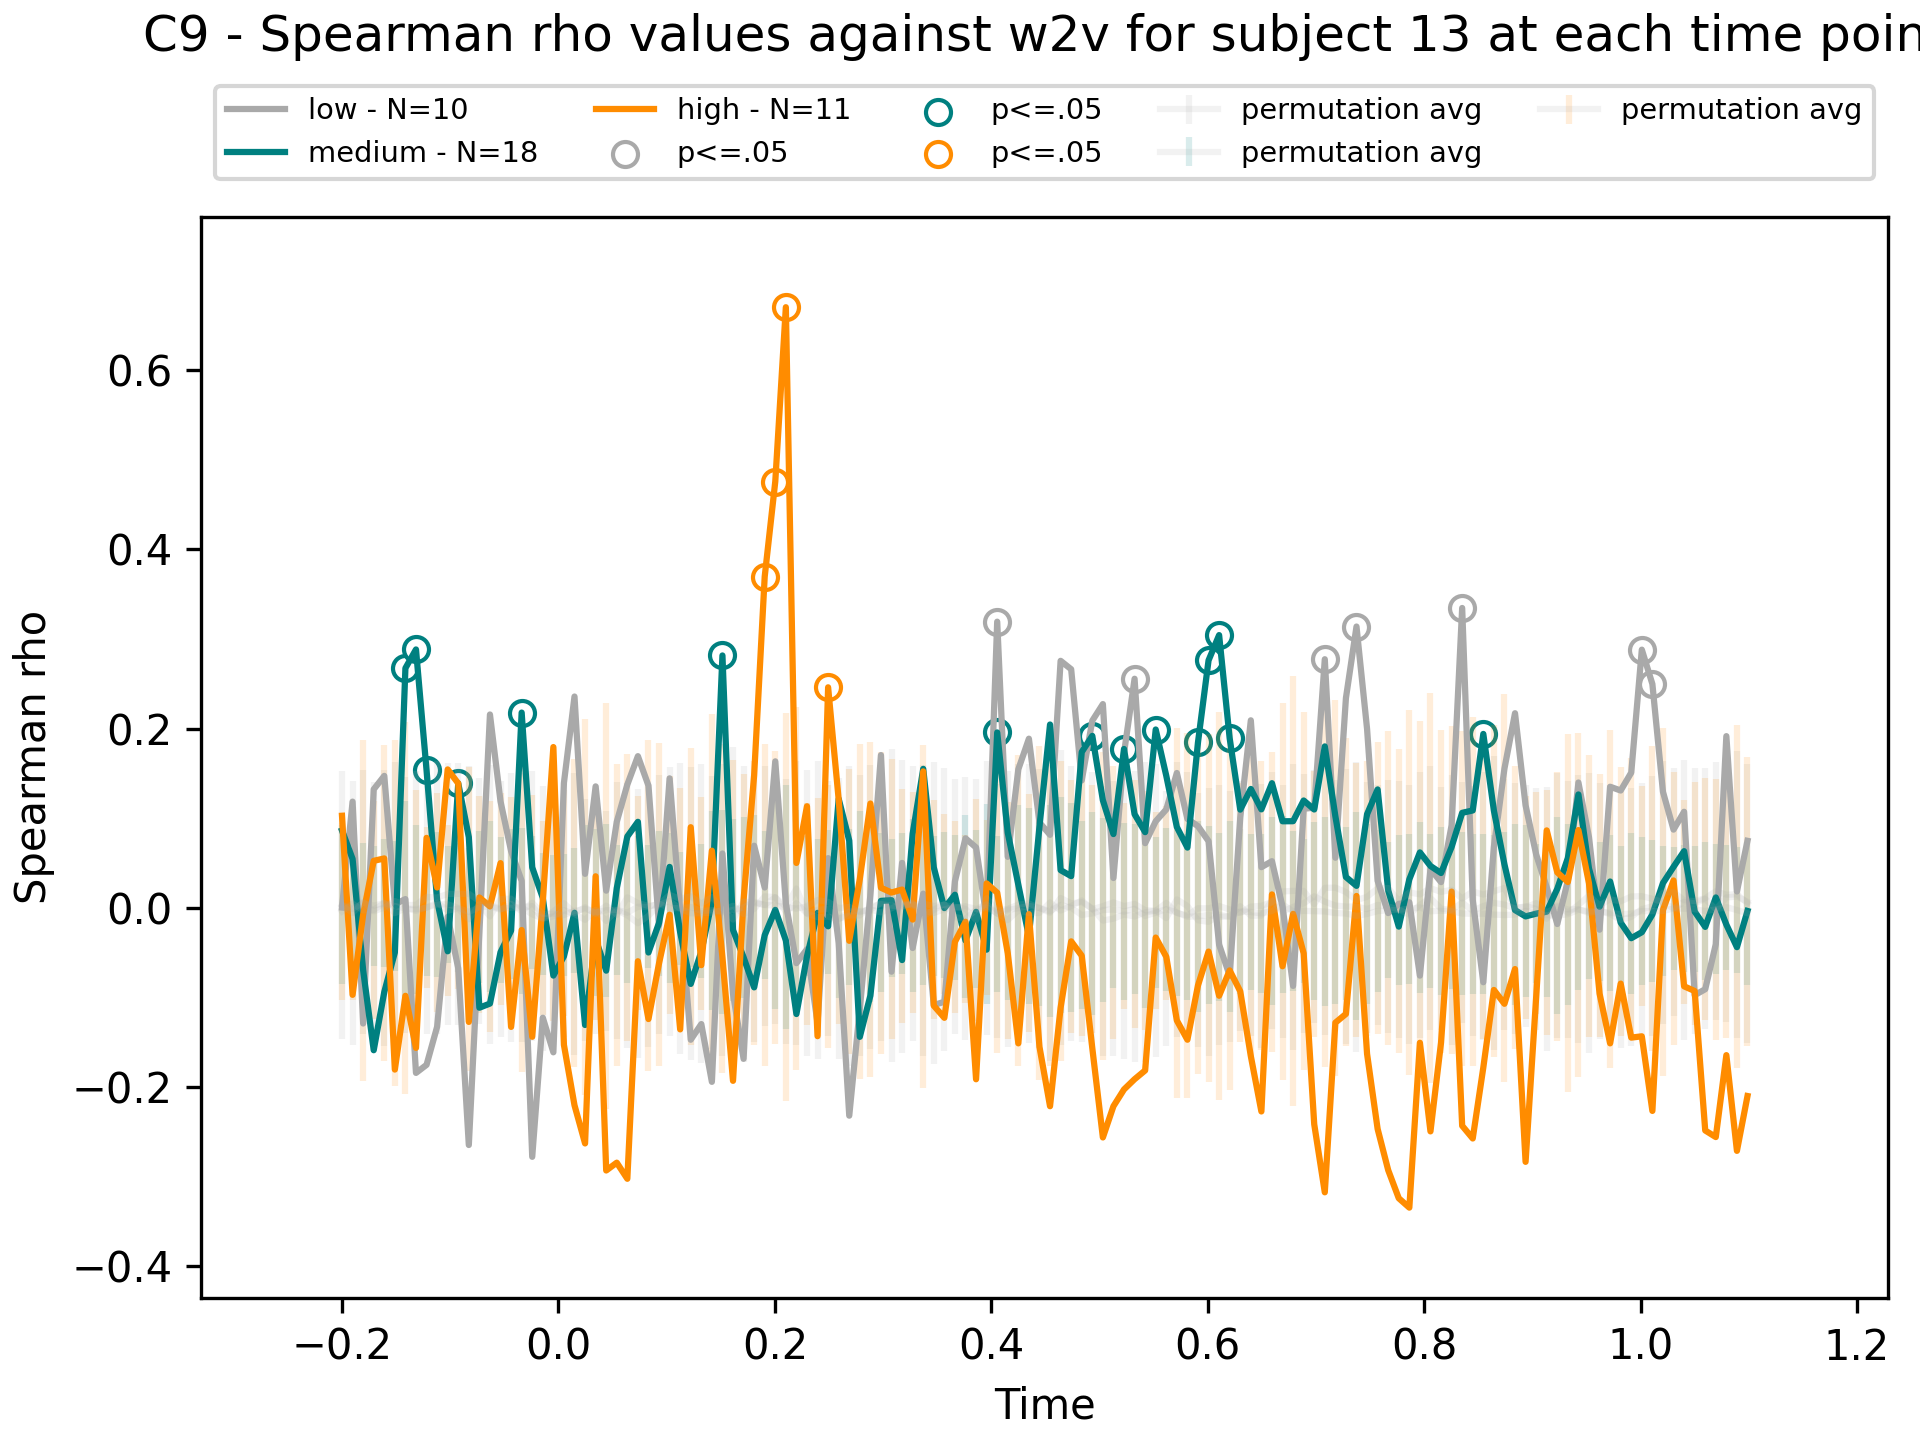 C9 - Spearman rho values against w2v for subject 13 at each time poin
low - N=10
medium - N=18
high - N=11
p<=.05
p<=.05
p<=.05
permutation avg
permutation avg
permutation avg
Spearman rho
0.6
0.4
0.2
0.0
−0.2
−0.4
−0.2 0.0 0.2 0.4 0.6 0.8 1.0 1.2
Time